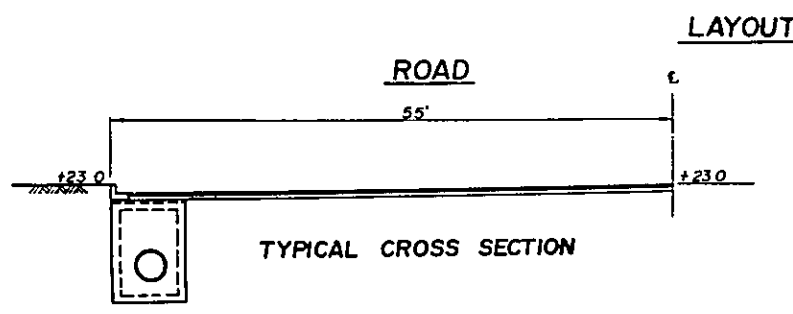 LAYOUT
ROAD
℄
55'
+23 0
+23 0
TYPICAL CROSS SECTION